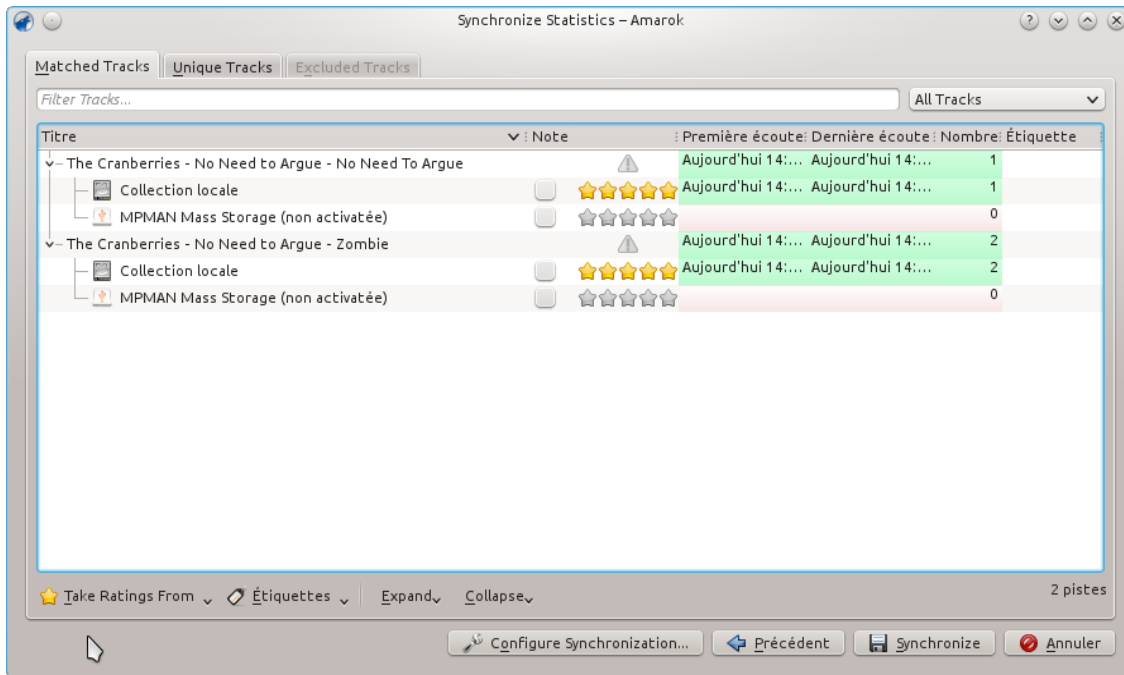 Synchronize Statistics – Amarok
Matched Tracks Unique Tracks Excluded Tracks
Filter Tracks... All Tracks
Titre Note Première écoute Dernière écoute Nombre Étiquette
The Cranberries - No Need to Argue - No Need To Argue Aujourd'hui 14:... Aujourd'hui 14:... 1
Collection locale Aujourd'hui 14:... Aujourd'hui 14:... 1
MPMAN Mass Storage (non activatée) 0
The Cranberries - No Need to Argue - Zombie Aujourd'hui 14:... Aujourd'hui 14:... 2
Collection locale Aujourd'hui 14:... Aujourd'hui 14:... 2
MPMAN Mass Storage (non activatée) 0
Take Ratings From Étiquettes Expand Collapse 2 pistes
Configure Synchronization... Précédent Synchronize Annuler